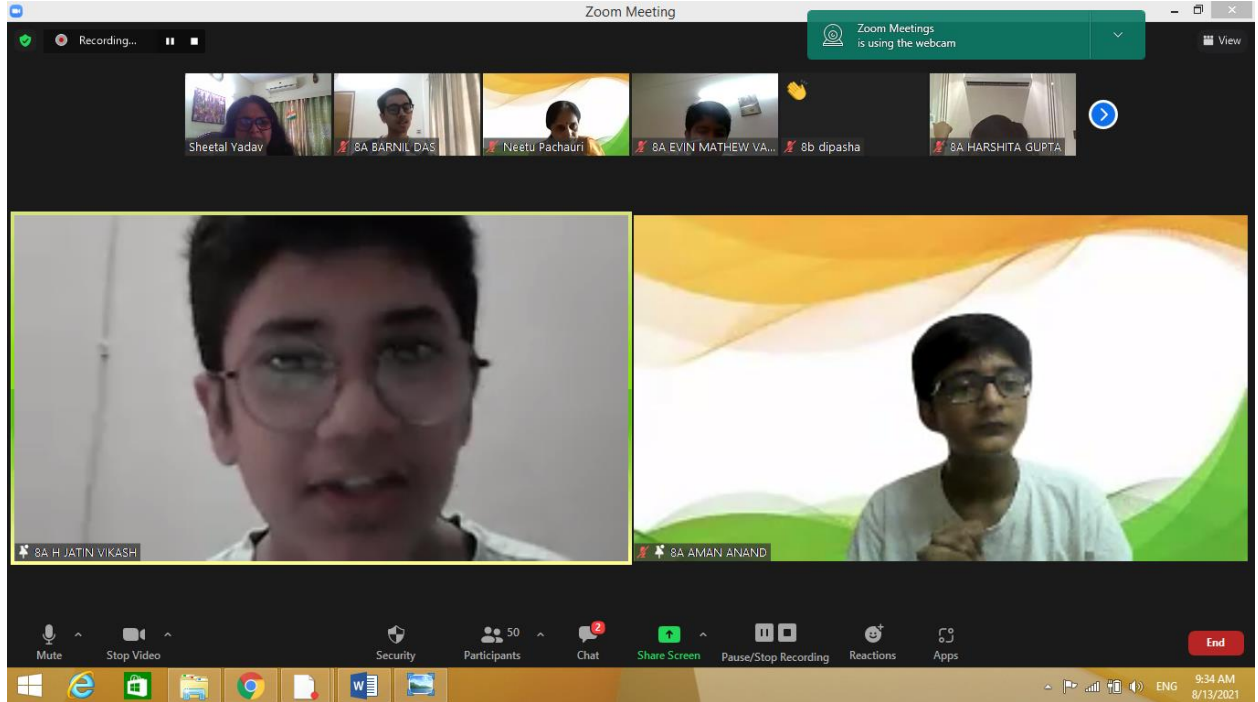 Zoom Meeting
Recording...
Zoom Meetings
is using the webcam
View
Sheetal Yadav
8A BARNIL DAS
Neetu Pachauri
8A EVIN MATHEW VA...
8b dipasha
8A HARSHITA GUPTA
8A H JATIN VIKASH
8A AMAN ANAND
Mute
Stop Video
Security
50
Participants
2
Chat
Share Screen
Pause/Stop Recording
Reactions
Apps
End
ENG
9:34 AM
8/13/2021